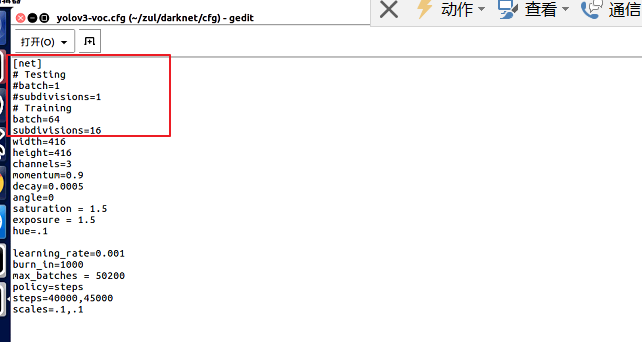 yolov3-voc.cfg (~/zul/darknet/cfg) - gedit
动作
查看
通信
打开(O)
[net]
# Testing
#batch=1
#subdivisions=1
# Training
batch=64
subdivisions=16
width=416
height=416
channels=3
momentum=0.9
decay=0.0005
angle=0
saturation = 1.5
exposure = 1.5
hue=.1
learning_rate=0.001
burn_in=1000
max_batches = 50200
policy=steps
steps=40000,45000
scales=.1,.1